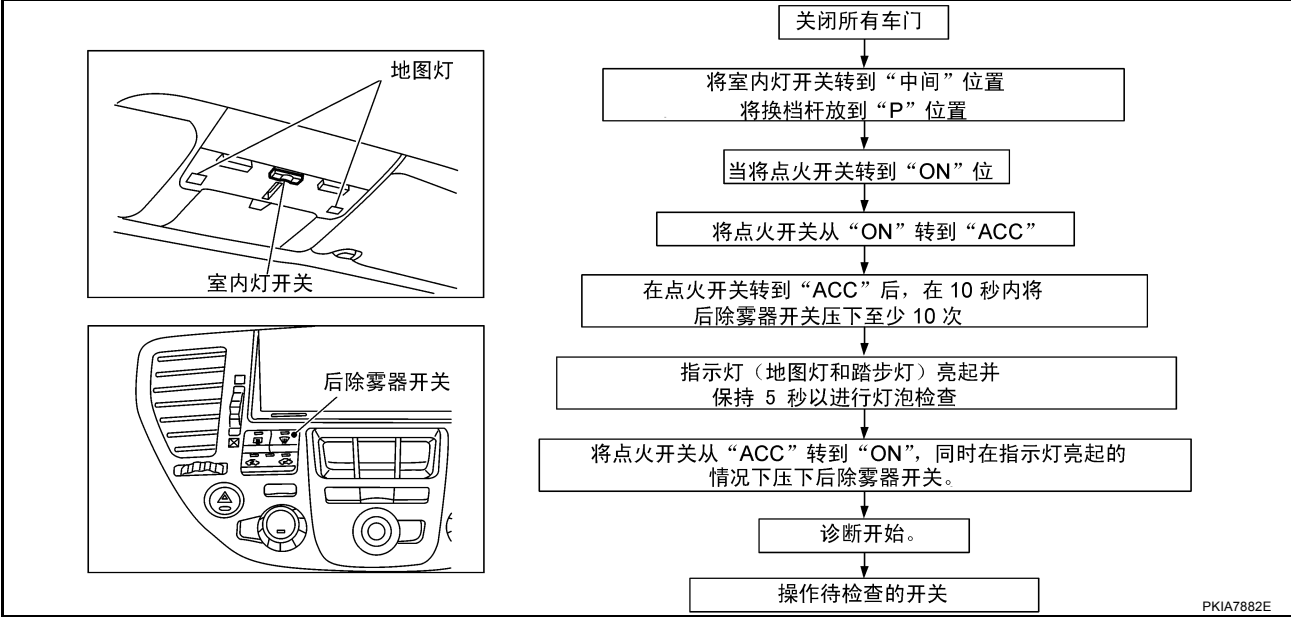 地图灯
室内灯开关
后除雾器开关
关闭所有车门
将室内灯开关转到“中间”位置
将换档杆放到“P”位置
当将点火开关转到“ON”位
将点火开关从“ON”转到“ACC”
在点火开关转到“ACC”后，在 10 秒内将
后除雾器开关压下至少 10 次
指示灯（地图灯和踏步灯）亮起并
保持 5 秒以进行灯泡检查
将点火开关从“ACC”转到“ON”，同时在指示灯亮起的
情况下压下后除雾器开关。
诊断开始。
操作待检查的开关
PKIA7882E